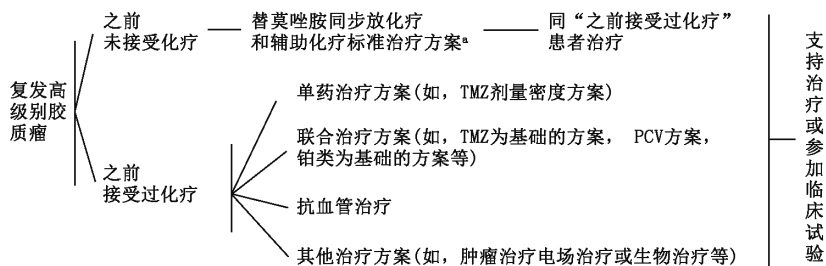 复发高
级别胶
质瘤
之前
未接受化疗
替莫唑胺同步放化疗
和辅助化疗标准治疗方案a
同“之前接受过化疗”
患者治疗
之前
接受过化疗
单药治疗方案(如，TMZ剂量密度方案)
联合治疗方案(如，TMZ为基础的方案， PCV方案，
铂类为基础的方案等)
抗血管治疗
其他治疗方案(如，肿瘤治疗电场治疗或生物治疗等)
支持治疗或参加临床试验